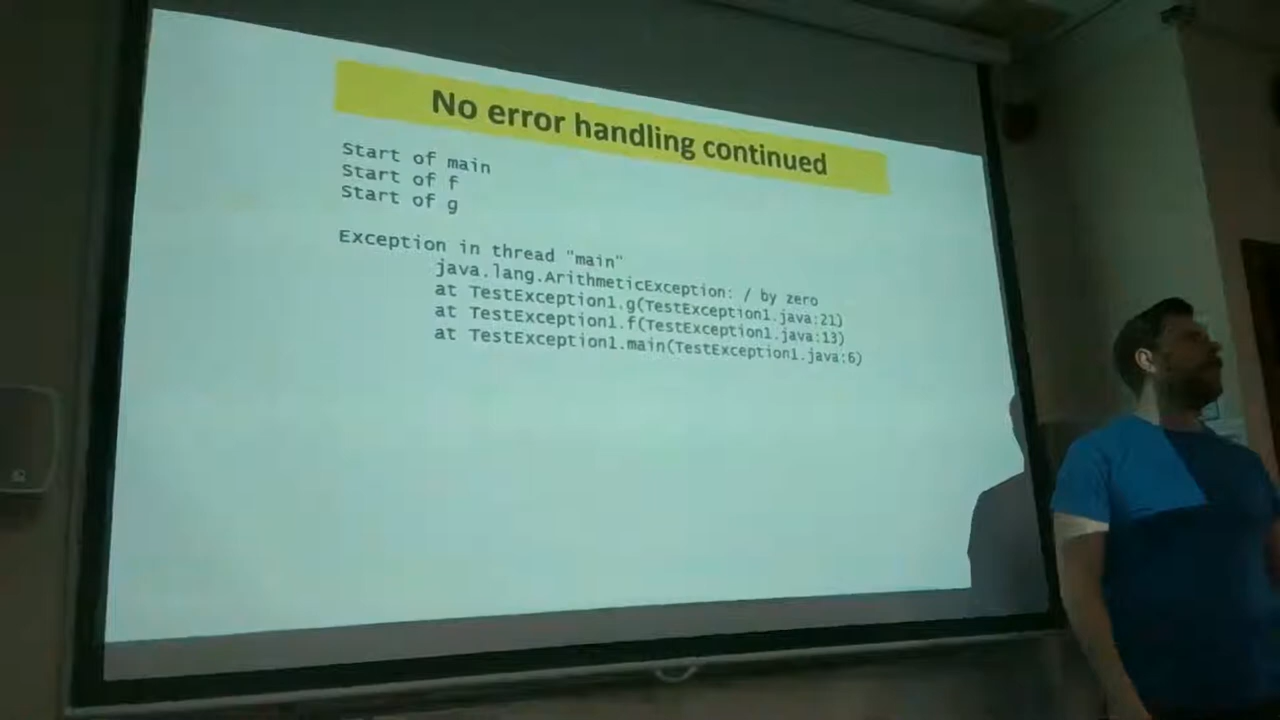 No error handling continued
Start of main
Start of f
Start of g
Exception in thread "main"
java.lang.ArithmeticException: / by zero
at TestException1.g(TestException1.java:21)
at TestException1.f(TestException1.java:13)
at TestException1.main(TestException1.java:6)